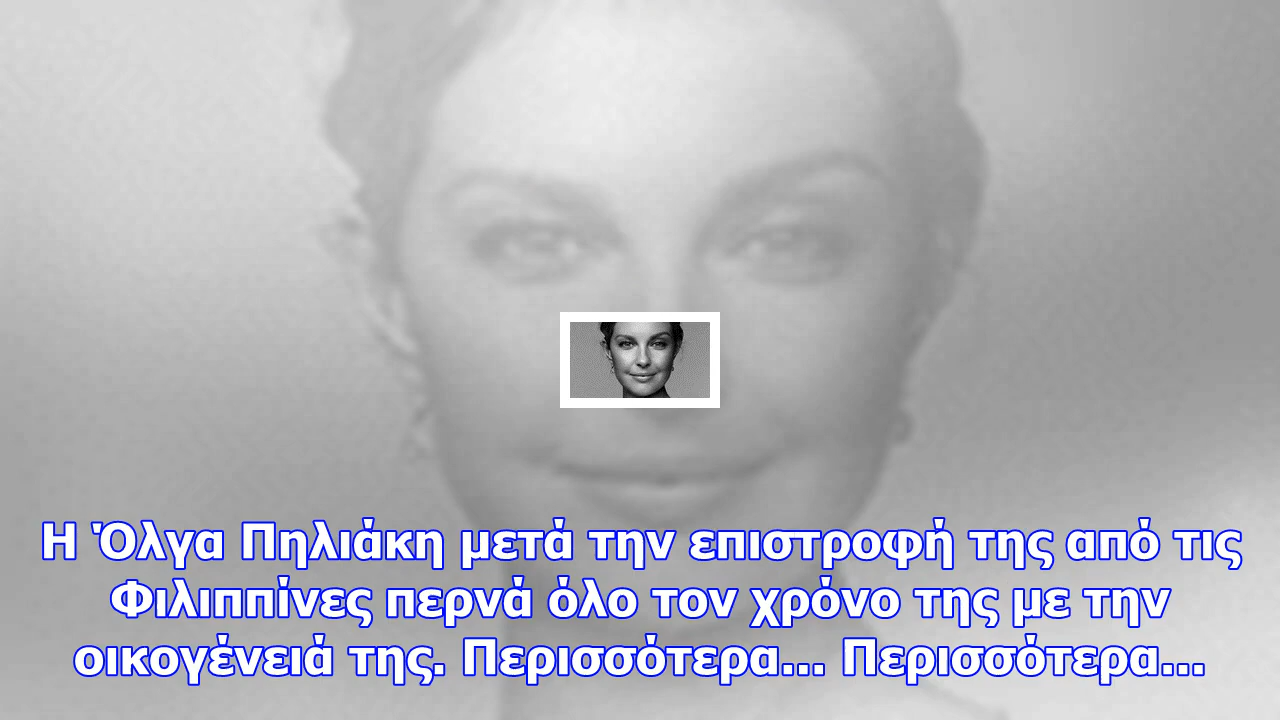 Η Όλγα Πηλιάκη μετά την επιστροφή της από τις
Φιλιππίνες περνά όλο τον χρόνο της με την
οικογένειά της. Περισσότερα... Περισσότερα...